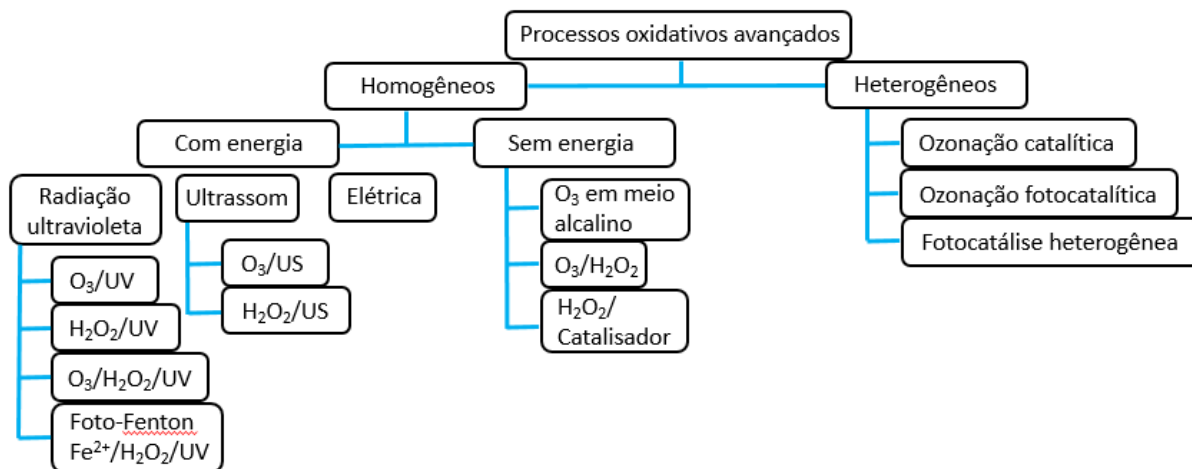 Processos oxidativos avançados
Homogêneos
Heterogêneos
Com energia
Sem energia
Radiação
ultravioleta
O₃/UV
H₂O₂/UV
O₃/H₂O₂/UV
Foto-Fenton
Fe²⁺/H₂O₂/UV
Ultrassom
O₃/US
H₂O₂/US
Elétrica
O₃ em meio
alcalino
O₃/H₂O₂
H₂O₂/
Catalisador
Ozonação catalítica
Ozonação fotocatalítica
Fotocatálise heterogênea